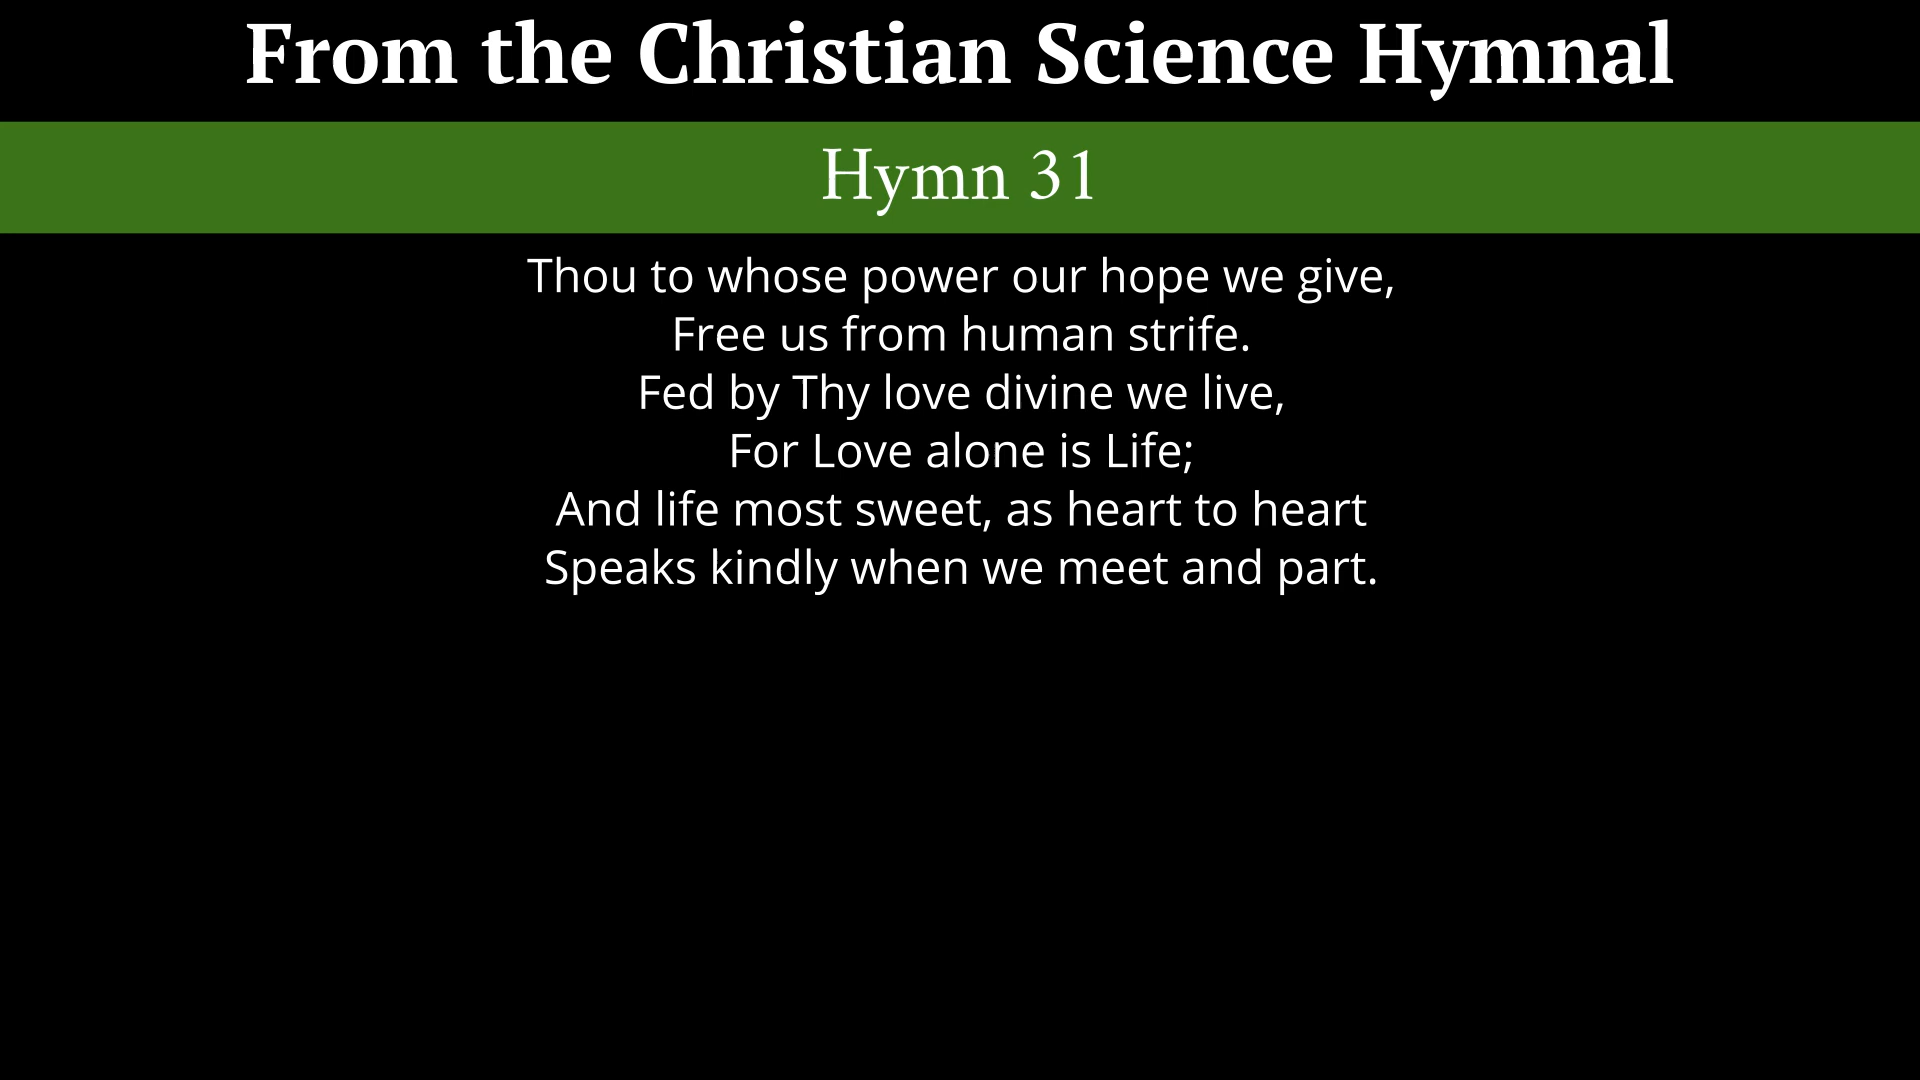 From the Christian Science Hymnal
Hymn 31
Thou to whose power our hope we give,
Free us from human strife.
Fed by Thy love divine we live,
For Love alone is Life;
And life most sweet, as heart to heart
Speaks kindly when we meet and part.